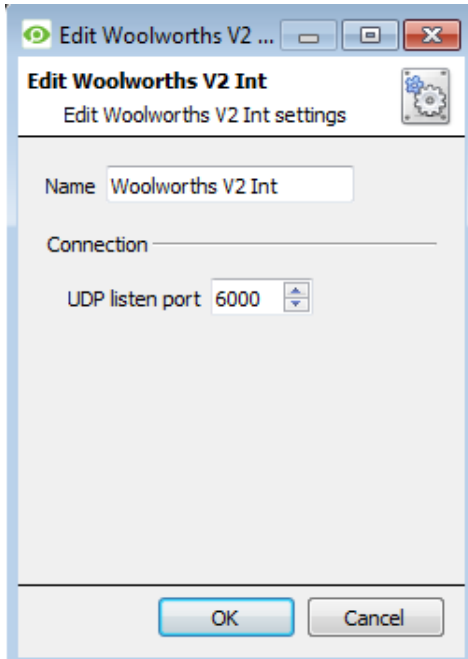 Edit Woolworths V2 ...
Edit Woolworths V2 Int
Edit Woolworths V2 Int settings
Name Woolworths V2 Int
Connection
UDP listen port 6000
OK Cancel